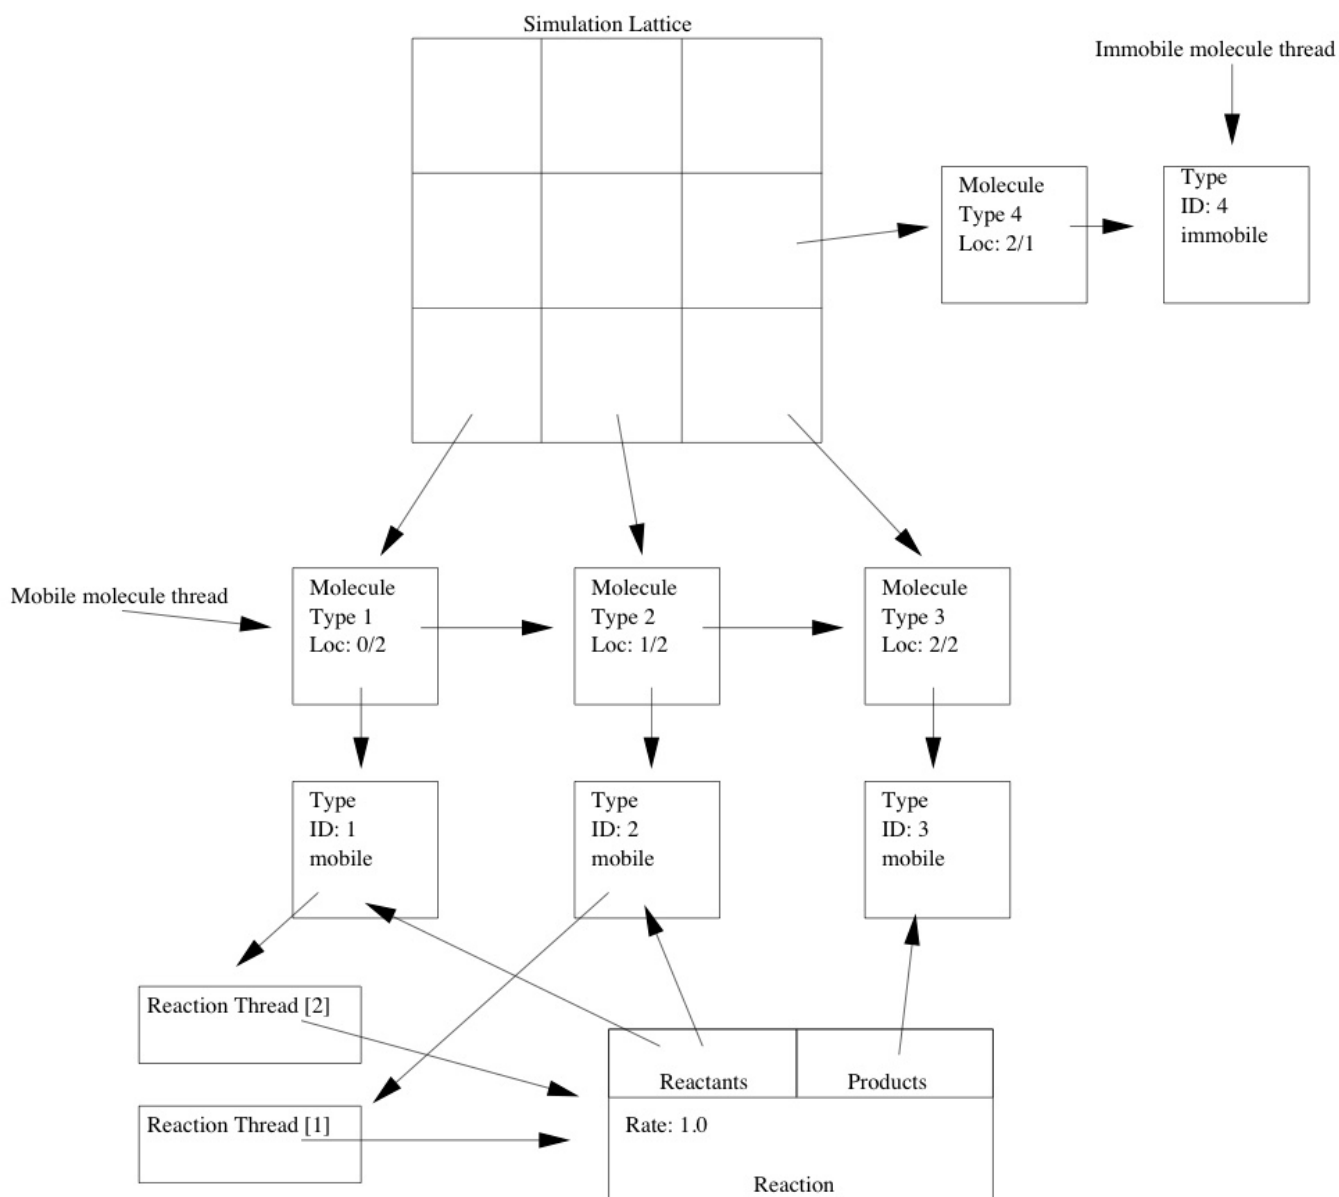 Simulation Lattice
Immobile molecule thread
Molecule
Type 4
Loc: 2/1
Type
ID: 4
immobile
Mobile molecule thread
Molecule
Type 1
Loc: 0/2
Molecule
Type 2
Loc: 1/2
Molecule
Type 3
Loc: 2/2
Type
ID: 1
mobile
Type
ID: 2
mobile
Type
ID: 3
mobile
Reaction Thread [2]
Reaction Thread [1]
Reactants
Products
Rate: 1.0
Reaction